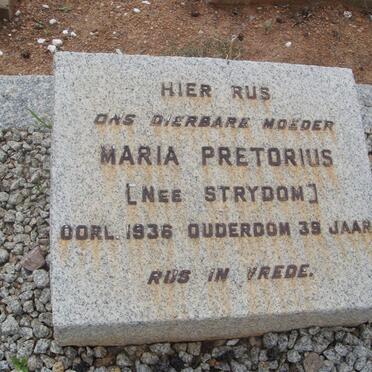 HIER RUS
ONS DIERBARE MOEDER
MARIA PRETORIUS
[NEE STRYDOM]
OORL. 1936 OUDERDOM 39 JAAR
RUS IN VREDE.